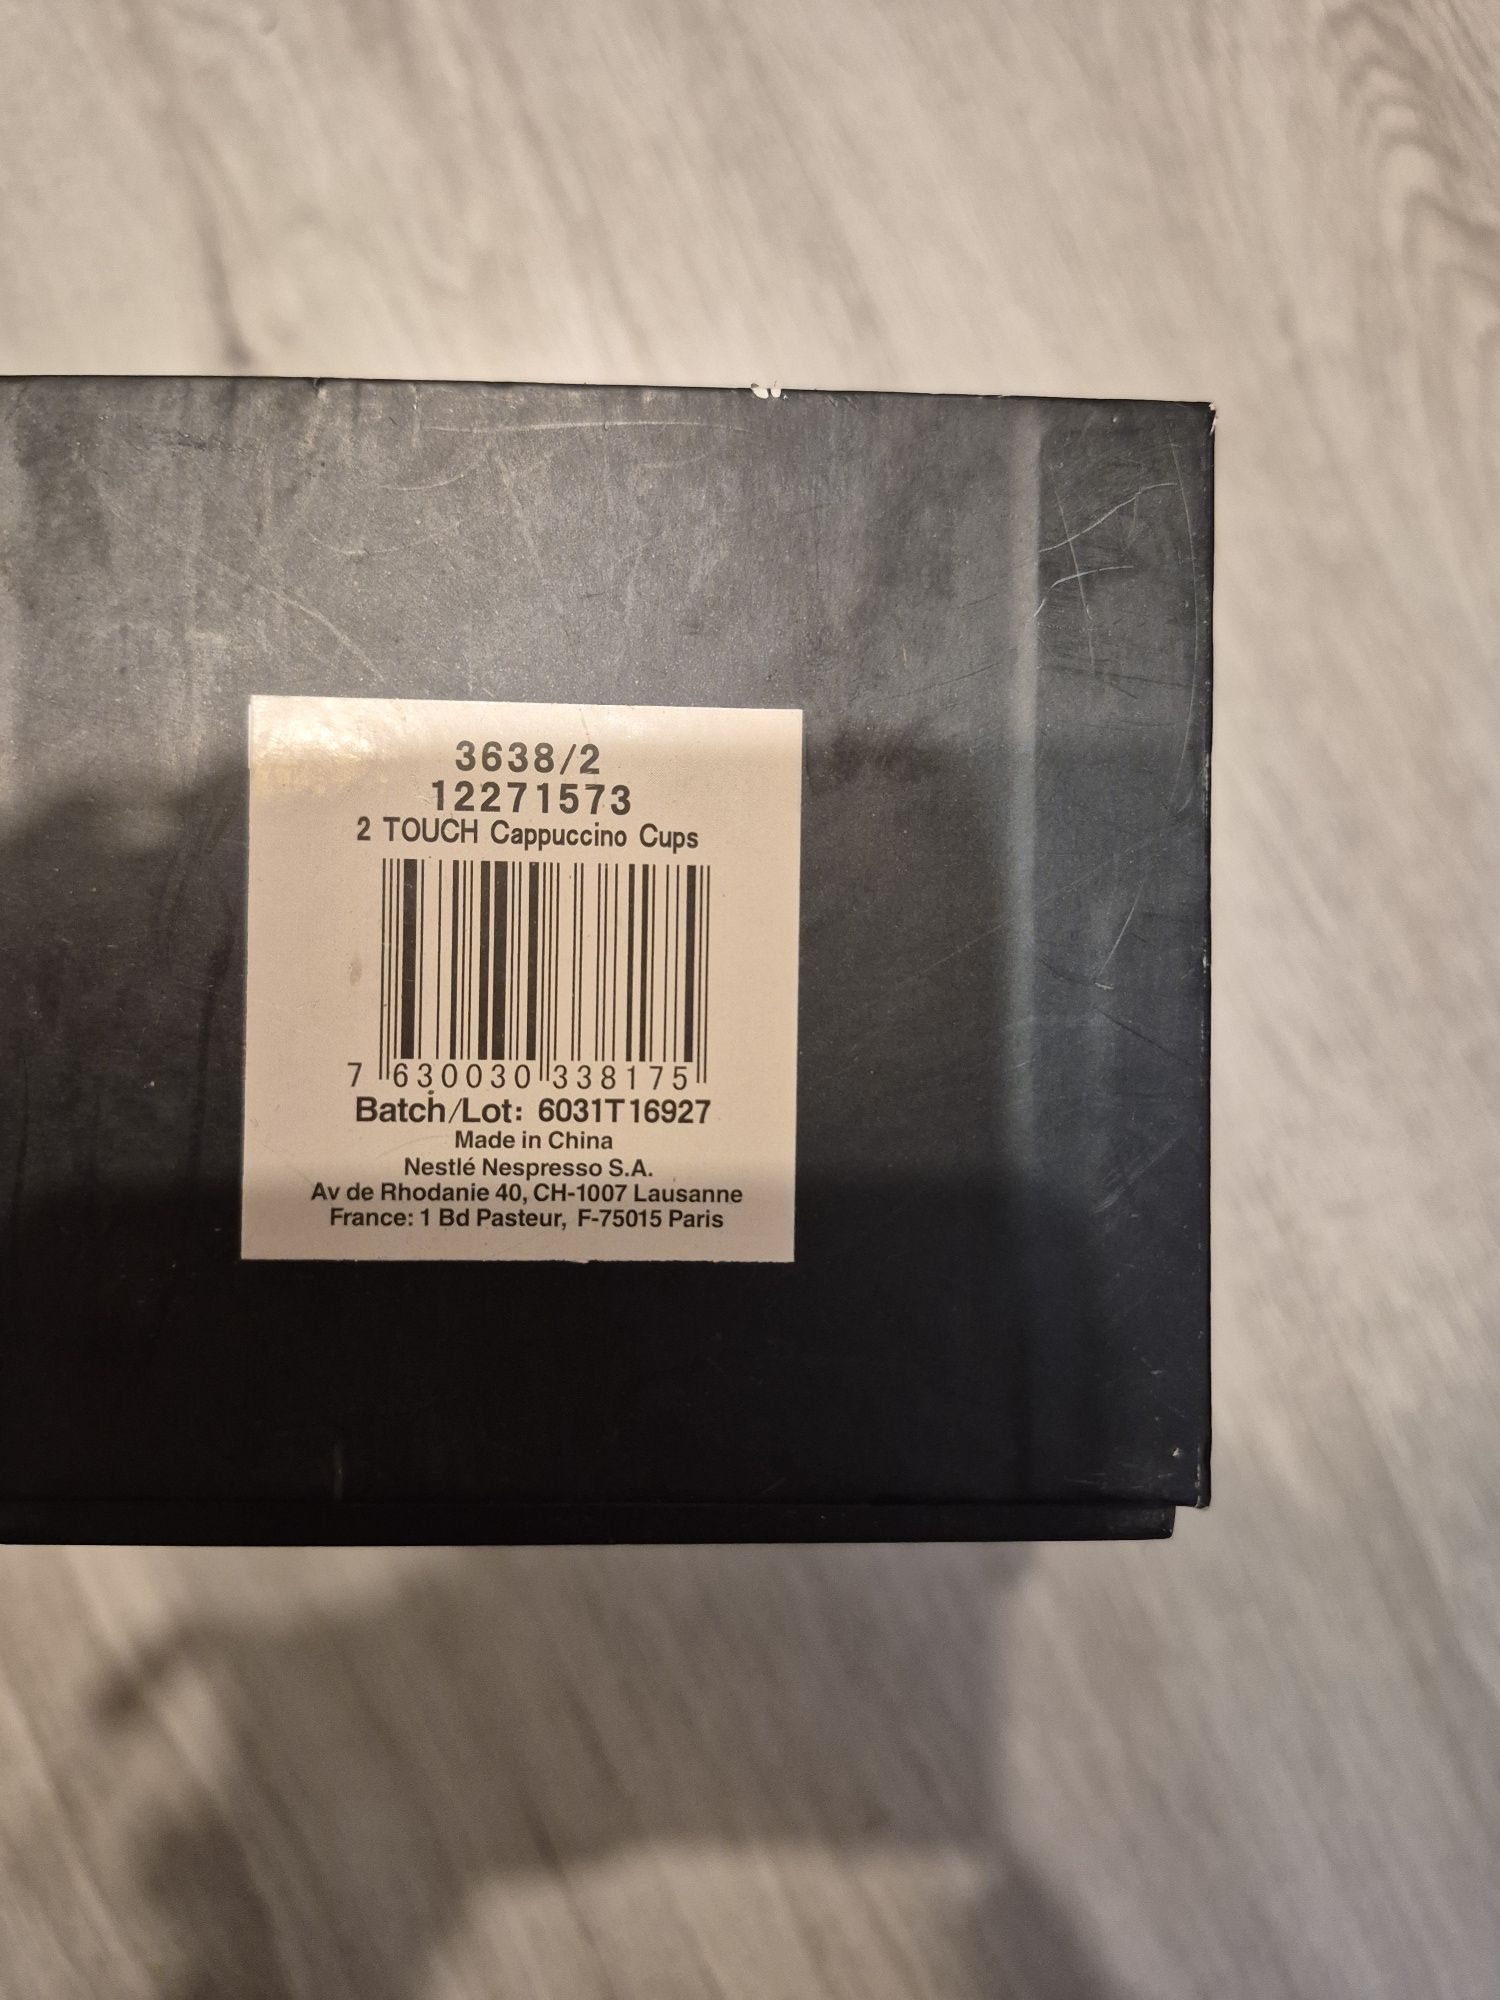 3638/2
12271573
2 TOUCH Cappuccino Cups
7 630030 338175
Batch/Lot: 6031T16927
Made in China
Nestlé Nespresso S.A.
Av de Rhodanie 40, CH-1007 Lausanne
France: 1 Bd Pasteur, F-75015 Paris